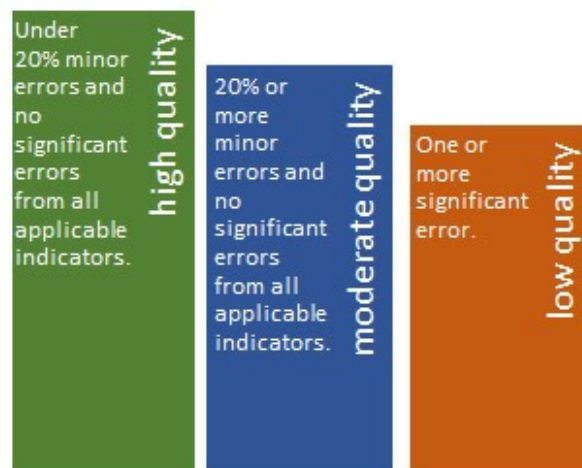 Under
20% minor
errors and
no
significant
errors
from all
applicable
indicators.
high quality
20% or
more
minor
errors and
no
significant
errors
from all
applicable
indicators.
moderate quality
One or
more
significant
error.
low quality